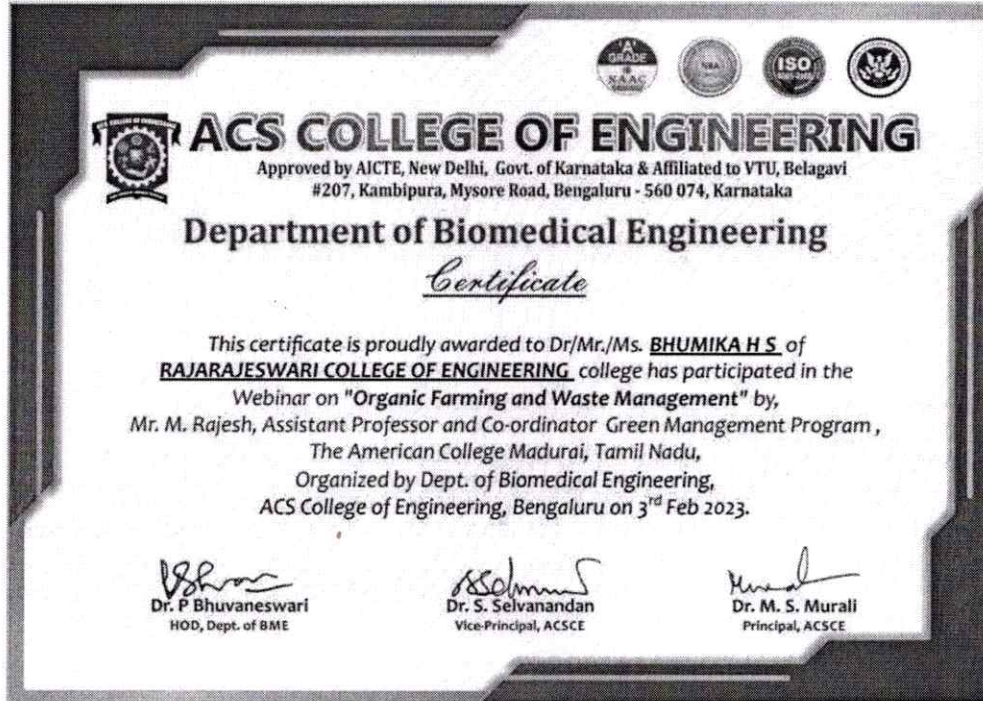 A
GRADE
NAAC
NBA
ISO
ACS COLLEGE OF ENGINEERING
Approved by AICTE, New Delhi, Govt. of Karnataka & Affiliated to VTU, Belagavi
#207, Kambipura, Mysore Road, Bengaluru - 560 074, Karnataka
Department of Biomedical Engineering
Certificate
This certificate is proudly awarded to Dr/Mr./Ms. BHUMIKA H S of
RAJARAJESWARI COLLEGE OF ENGINEERING college has participated in the
Webinar on "Organic Farming and Waste Management" by,
Mr. M. Rajesh, Assistant Professor and Co-ordinator Green Management Program ,
The American College Madurai, Tamil Nadu,
Organized by Dept. of Biomedical Engineering,
ACS College of Engineering, Bengaluru on 3rd Feb 2023.
Dr. P Bhuvaneswari
HOD, Dept. of BME
Dr. S. Selvanandan
Vice-Principal, ACSCE
Dr. M. S. Murali
Principal, ACSCE